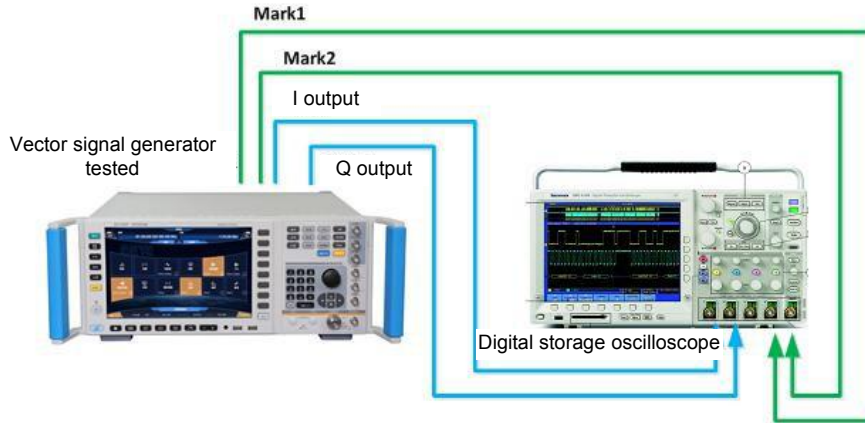 Mark1
Mark2
I output
Vector signal generator
tested
Q output
Digital storage oscilloscope